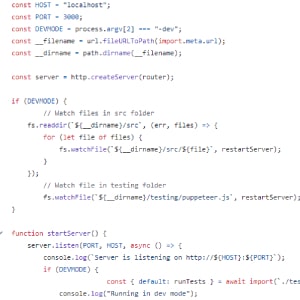 const HOST = "localhost";
const PORT = 3000;
const DEVMODE = process.argv[2] === "-dev";
const __filename = url.fileURLToPath(import.meta.url);
const __dirname = path.dirname(__filename);
const server = http.createServer(router);
if (DEVMODE) {
// Watch files in src folder
fs.readdir(`${__dirname}/src`, (err, files) => {
for (let file of files) {
fs.watchFile(`${__dirname}/src/${file}`, restartServer);
}
});
// Watch file in testing folder
fs.watchFile(`${__dirname}/testing/puppeteer.js`, restartServer);
}
function startServer() {
server.listen(PORT, HOST, async () => {
console.log(`Server is listening on http://${HOST}:${PORT}`);
if (DEVMODE) {
const { default: runTests } = await import(`./tes
console.log("Running in dev mode");